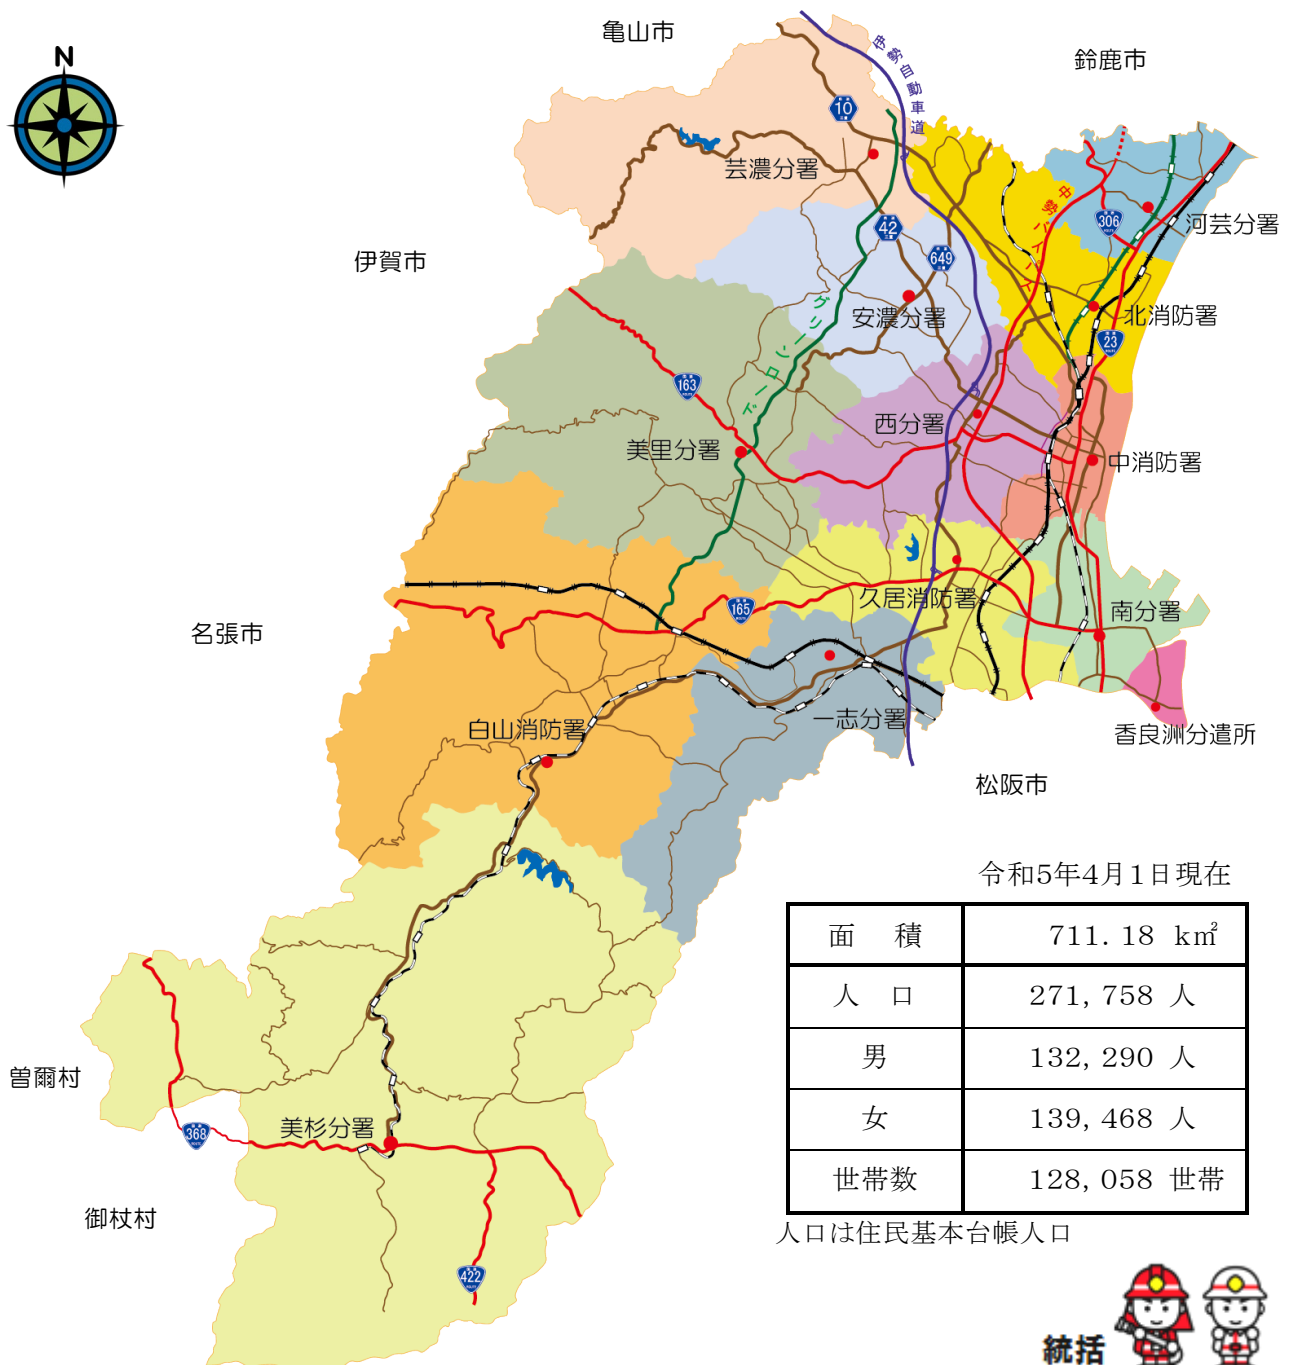 亀山市
鈴鹿市
N
伊勢自動車道
10
芸濃分署
中勢バイパス
306
河芸分署
42
649
伊賀市
グリーンロード
安濃分署
北消防署
23
163
西分署
美里分署
中消防署
久居消防署
165
南分署
名張市
一志分署
白山消防署
香良洲分遣所
松阪市
令和5年4月1日現在
面 積 711.18 k㎡
人 口 271,758 人
男 132,290 人
女 139,468 人
世帯数 128,058 世帯
人口は住民基本台帳人口
曽爾村
美杉分署
368
御杖村
422
統括